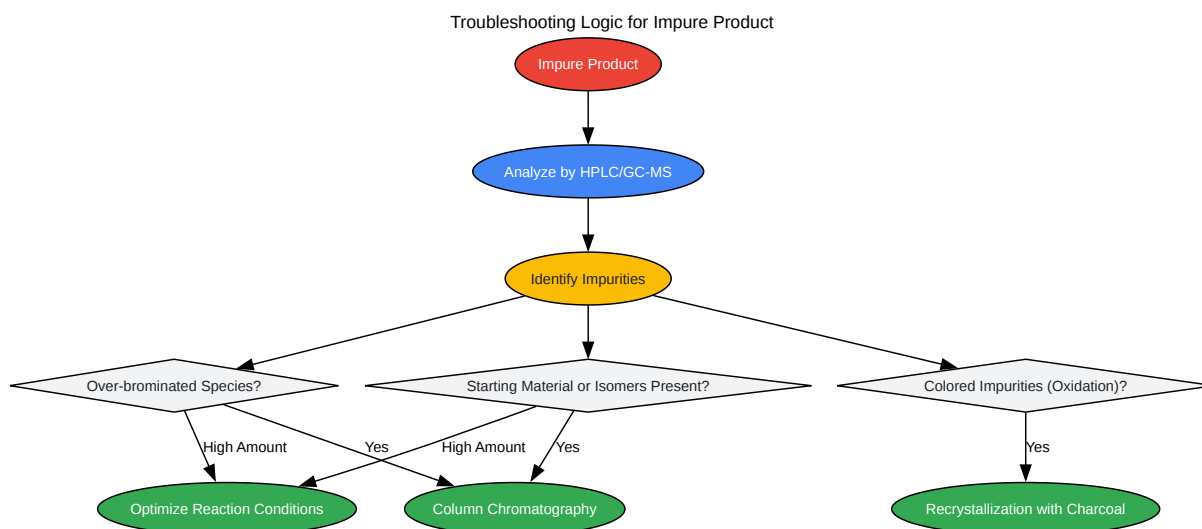 Troubleshooting Logic for Impure Product
Impure Product
Analyze by HPLC/GC-MS
Identify Impurities
Over-brominated Species?
Starting Material or Isomers Present?
Colored Impurities (Oxidation)?
High Amount
Yes
High Amount
Yes
Yes
Optimize Reaction Conditions
Column Chromatography
Recrystallization with Charcoal